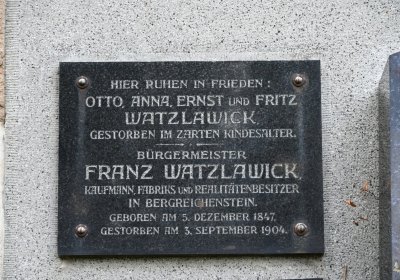 HIER RUHEN IN FRIEDEN:
OTTO, ANNA, ERNST UND FRITZ
WATZLAWICK
GESTORBEN IM ZARTEN KINDESALTER.
BÜRGERMEISTER
FRANZ WATZLAWICK,
KAUFMANN, FABRIKS UND REALITÄTENBESITZER
IN BERGREICHENSTEIN.
GEBOREN AM 5. DEZEMBER 1847.
GESTORBEN AM 3. SEPTEMBER 1904.